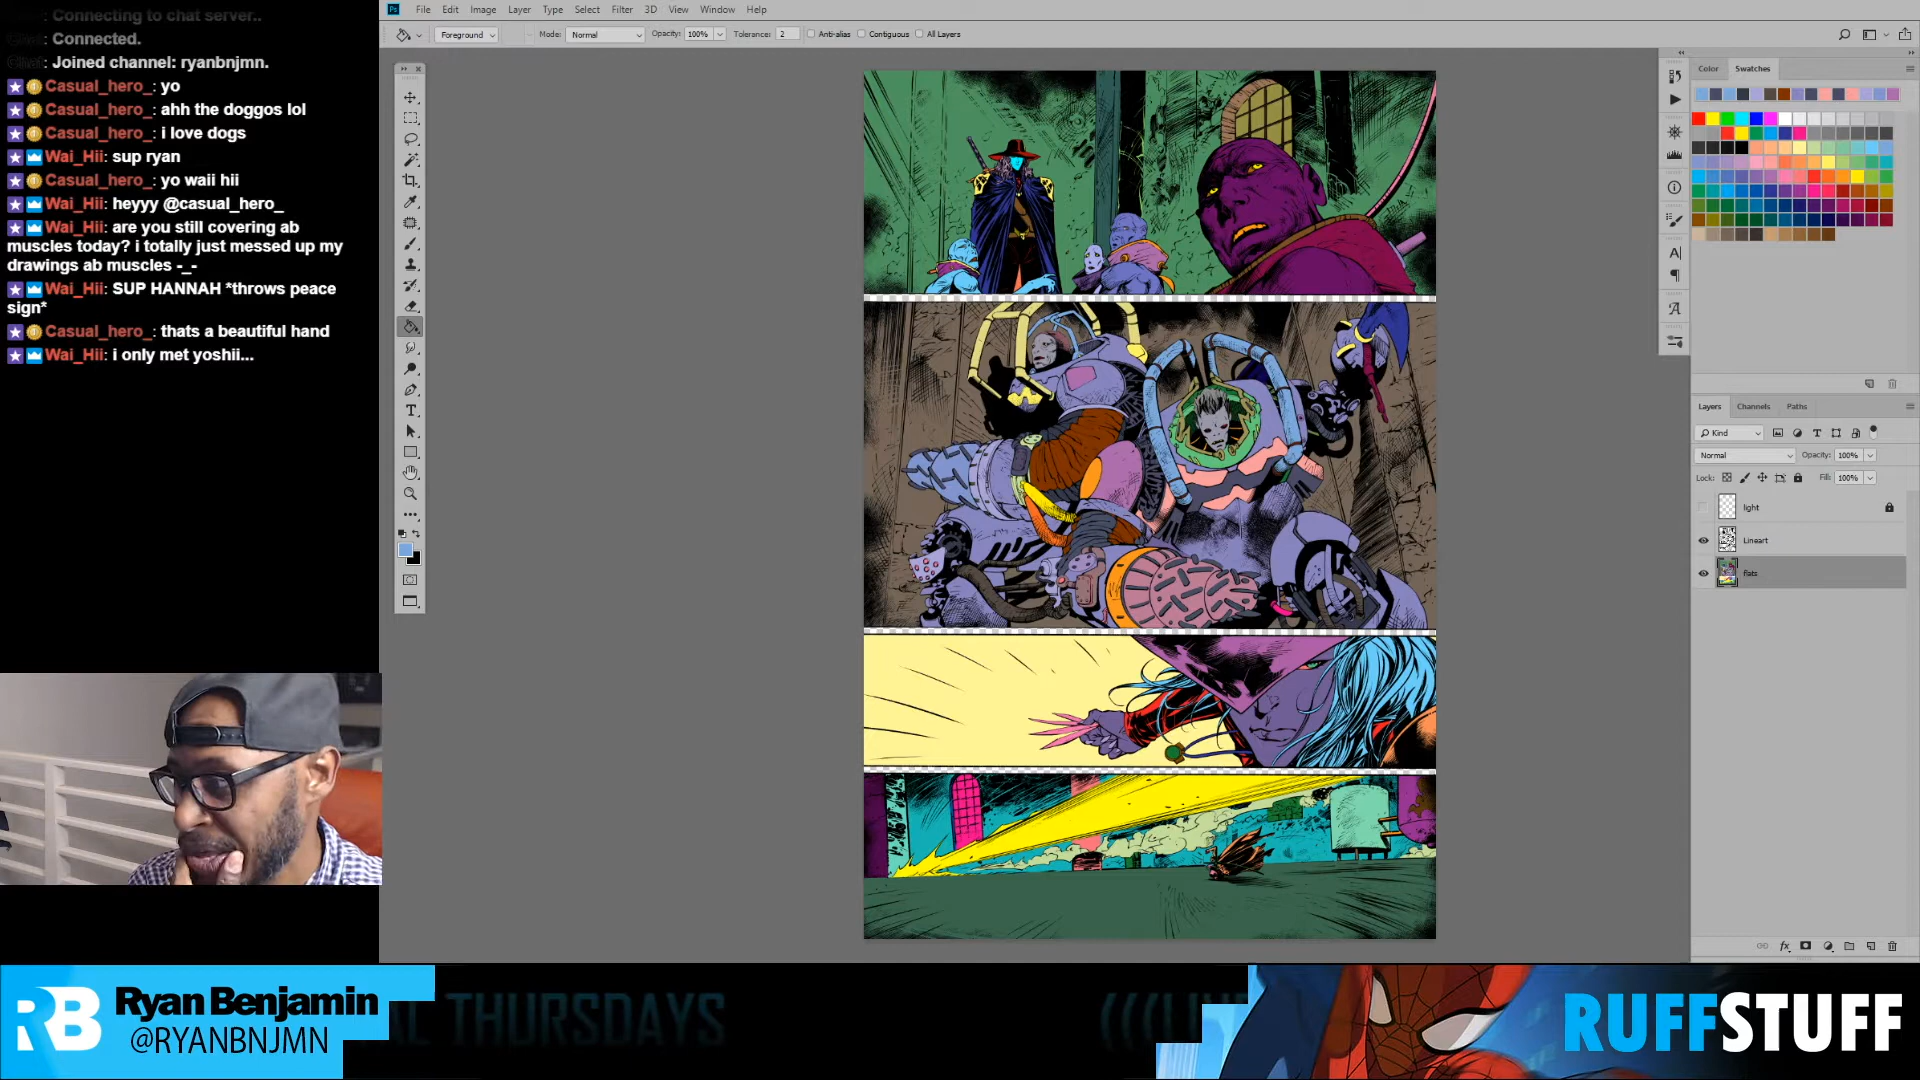 Connecting to chat server..
Chat: Connected.
Chat: Joined channel: ryanbnjmn.
Casual_hero_: yo
Casual_hero_: ahh the doggos lol
Casual_hero_: i love dogs
Wai_Hii: sup ryan
Casual_hero_: yo waii hii
Wai_Hii: heyyy @casual_hero_
Wai_Hii: are you still covering ab
muscles today? i totally just messed up my
drawings ab muscles -_-
Wai_Hii: SUP HANNAH *throws peace
sign*
Casual_hero_: thats a beautiful hand
Wai_Hii: i only met yoshii...
Ps File Edit Image Layer Type Select Filter 3D View Window Help
Foreground Mode: Normal Opacity: 100% Tolerance: 2 Anti-alias Contiguous All Layers
Color Swatches
Layers Channels Paths
Kind
Normal Opacity: 100%
Lock: Fill: 100%
light
Lineart
flats
RB Ryan Benjamin
@RYANBNJMN
AL THURSDAYS
RUFFSTUFF